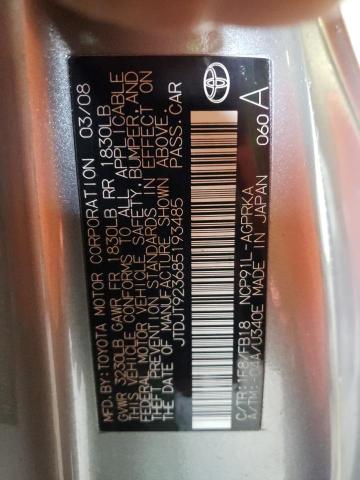 MFD.BY:TOYOTA MOTOR CORPORATION 03/08
GVWR 3230LB GAWR FR 1830LB RR 1830LB
THIS VEHICLE CONFORMS TO ALL APPLICABLE
FEDERAL MOTOR VEHICLE SAFETY, BUMPER, AND
THEFT PREVENTION STANDARDS IN EFFECT ON
THE DATE OF MANUFACTURE SHOWN ABOVE.
JTDJT923685193485 PASS.CAR
C/TR:1F8/FB18 NCP91L-AGPRKA
A/TM:-02A/U340E MADE IN JAPAN
060 A